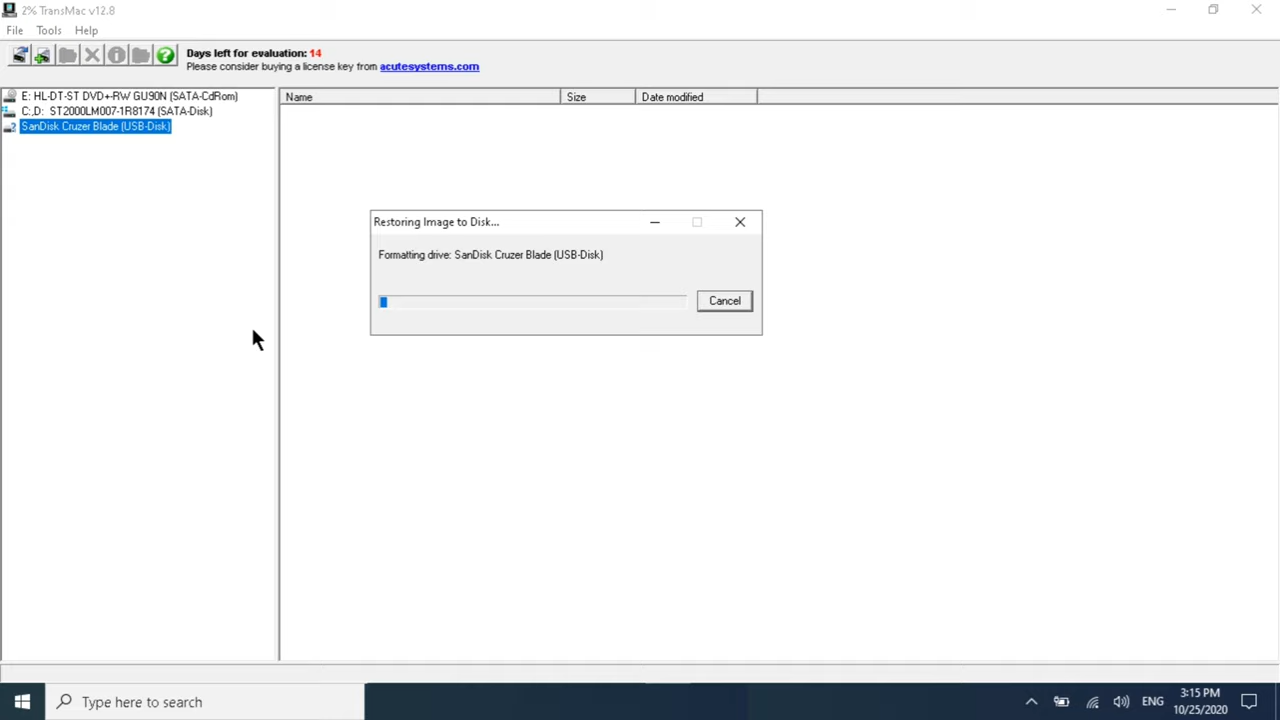 2% TransMac v12.8
File Tools Help
Days left for evaluation: 14
Please consider buying a license key from acutesystems.com
E: HL-DT-ST DVD+-RW GU90N (SATA-CdRom)
C:,D: ST2000LM007-1R8174 (SATA-Disk)
SanDisk Cruzer Blade (USB-Disk)
Name Size Date modified
Restoring Image to Disk...
Formatting drive: SanDisk Cruzer Blade (USB-Disk)
Cancel
Type here to search
ENG
3:15 PM
10/25/2020